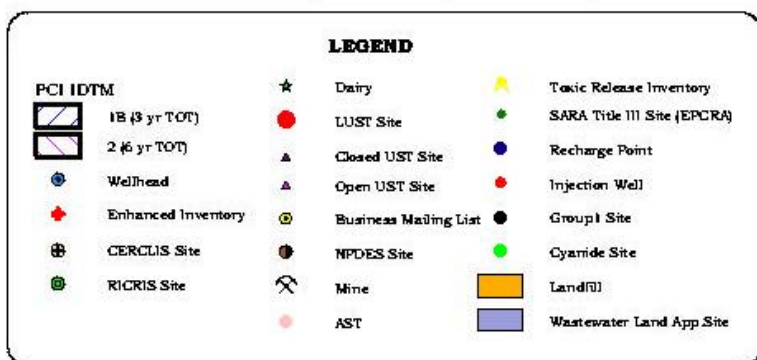 LEGEND
PCI IDTM
1B (3 yr TOT)
2 (6 yr TOT)
Wellhead
Enhanced Inventory
CERCLIS Site
RICRIS Site
Dairy
LUST Site
Closed UST Site
Open UST Site
Business Mailing List
NPDES Site
Mine
AST
Toxic Release Inventory
SARA Title III Site (EPCRA)
Recharge Point
Injection Well
Group1 Site
Cyanide Site
Landfill
Wastewater Land App.Site